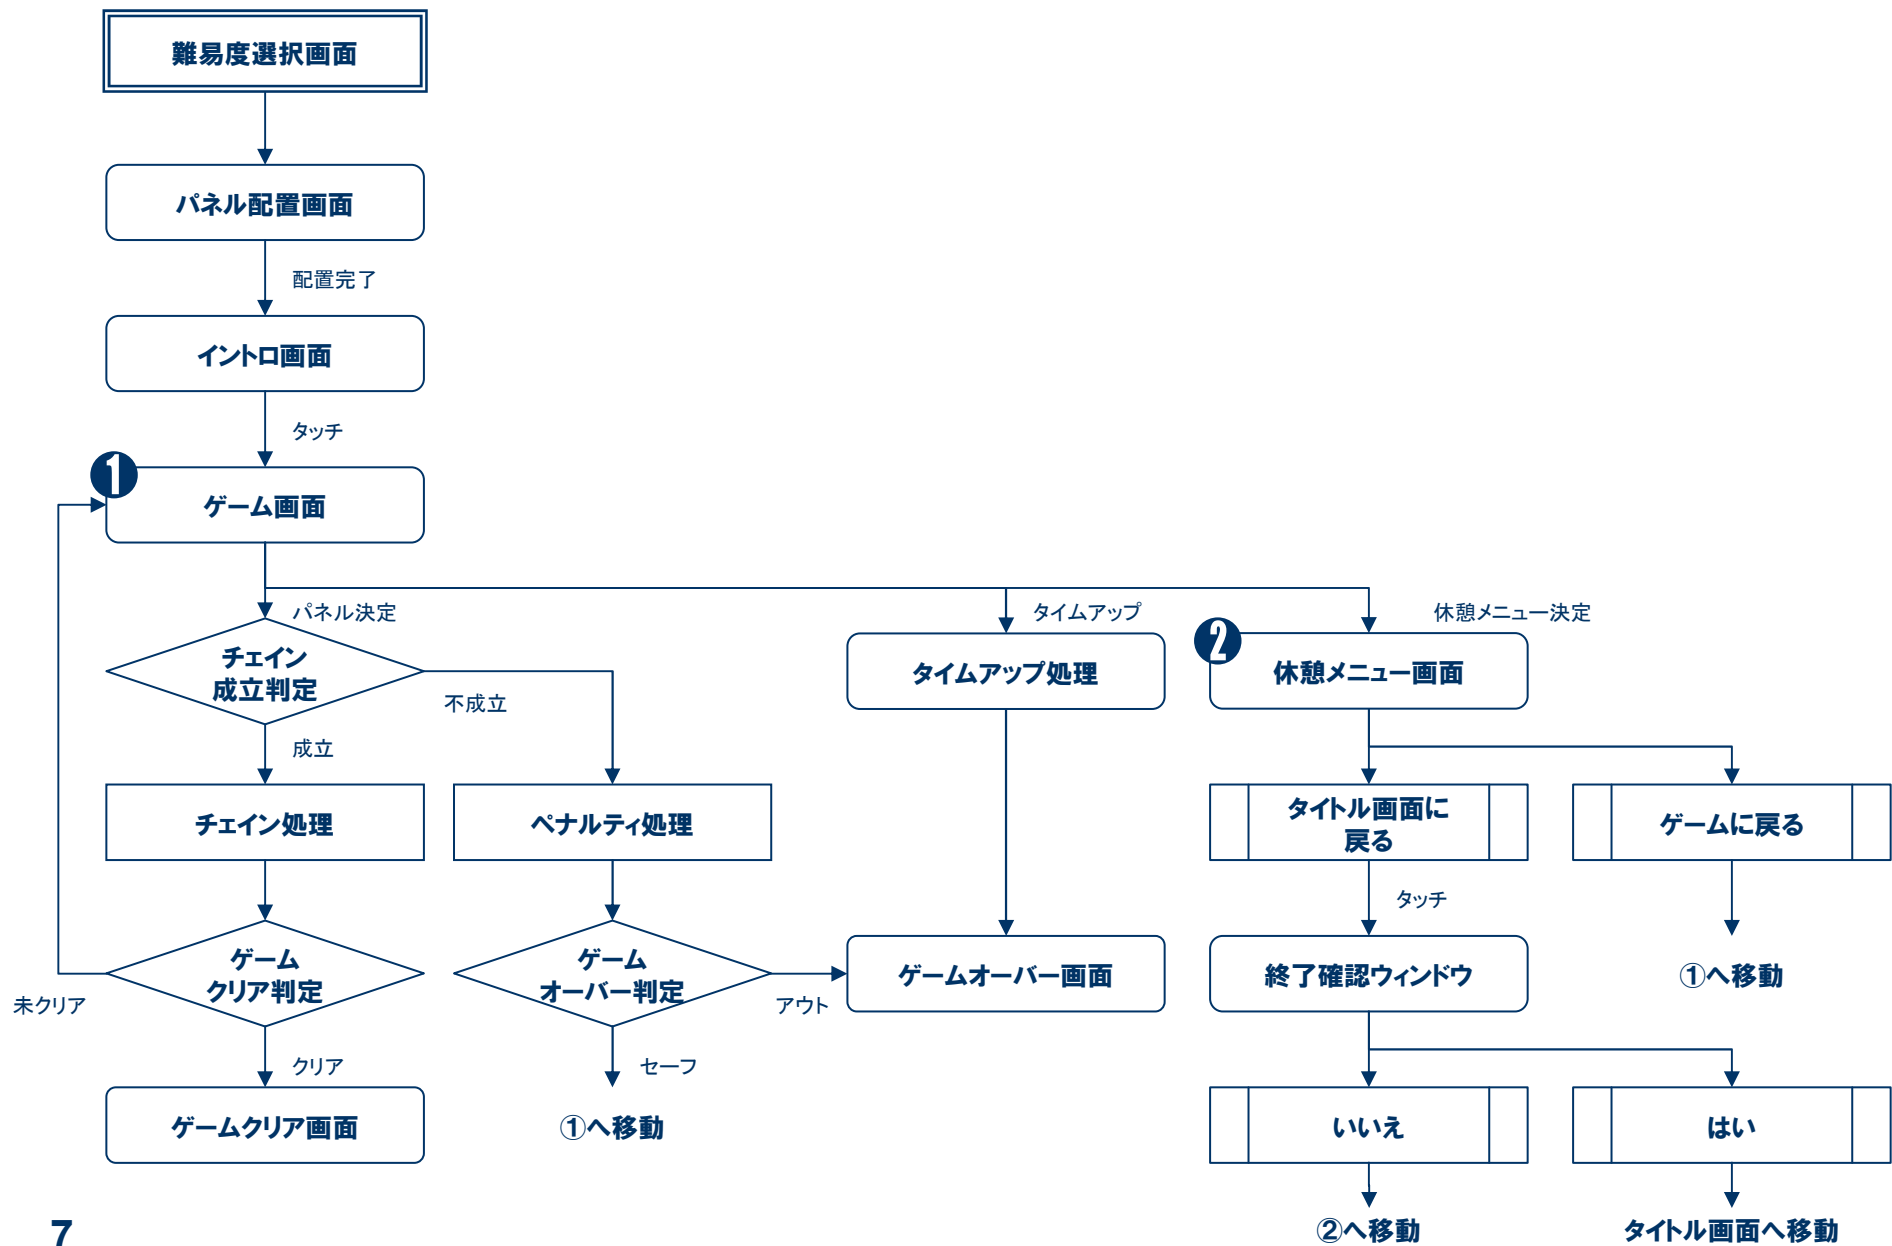 難易度選択画面
パネル配置画面
配置完了
イントロ画面
タッチ
1
ゲーム画面
パネル決定
タイムアップ
休憩メニュー決定
チェイン
成立判定
不成立
タイムアップ処理
2
休憩メニュー画面
成立
チェイン処理
ペナルティ処理
タイトル画面に
戻る
ゲームに戻る
タッチ
ゲーム
クリア判定
未クリア
ゲーム
オーバー判定
アウト
ゲームオーバー画面
終了確認ウィンドウ
①へ移動
クリア
セーフ
ゲームクリア画面
①へ移動
いいえ
はい
②へ移動
タイトル画面へ移動
7